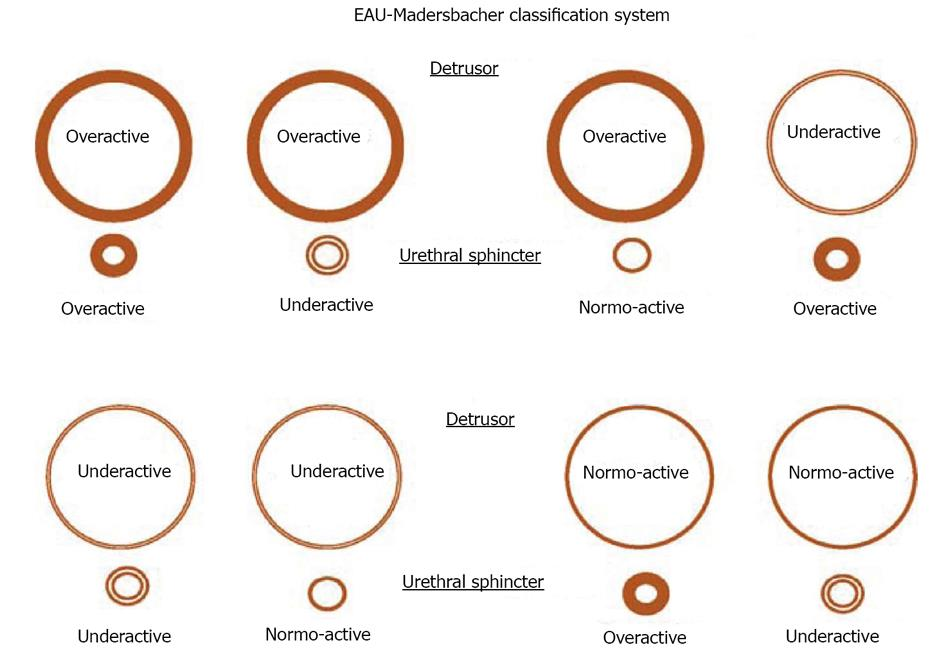 EAU-Madersbacher classification system
Detrusor
Overactive
Overactive
Overactive
Underactive
Urethral sphincter
Overactive
Underactive
Normo-active
Overactive
Detrusor
Underactive
Underactive
Normo-active
Normo-active
Urethral sphincter
Underactive
Normo-active
Overactive
Underactive